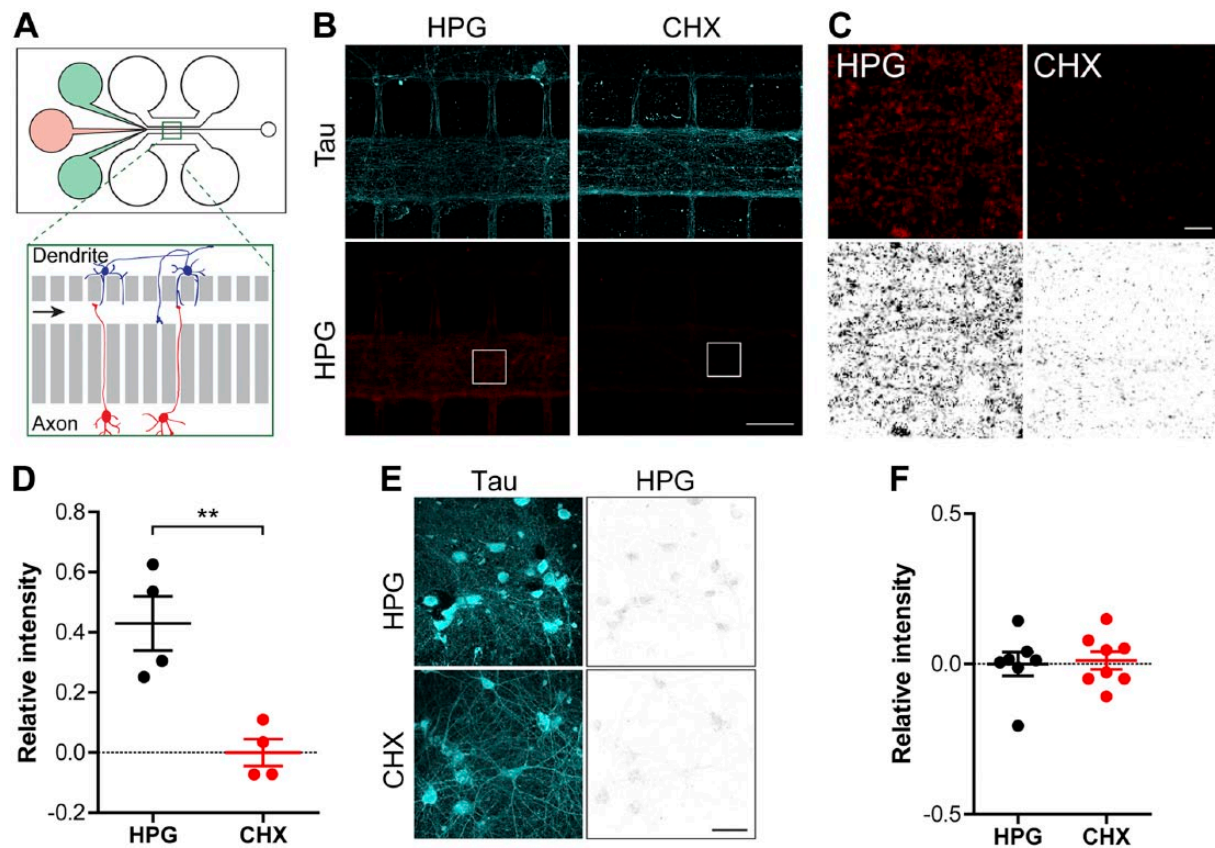 A
Dendrite
Axon
B
HPG
CHX
Tau
HPG
C
HPG
CHX
D
**
Relative intensity
0.8
0.6
0.4
0.2
0.0
-0.2
HPG
CHX
E
Tau
HPG
HPG
CHX
F
Relative intensity
0.5
0.0
-0.5
HPG
CHX